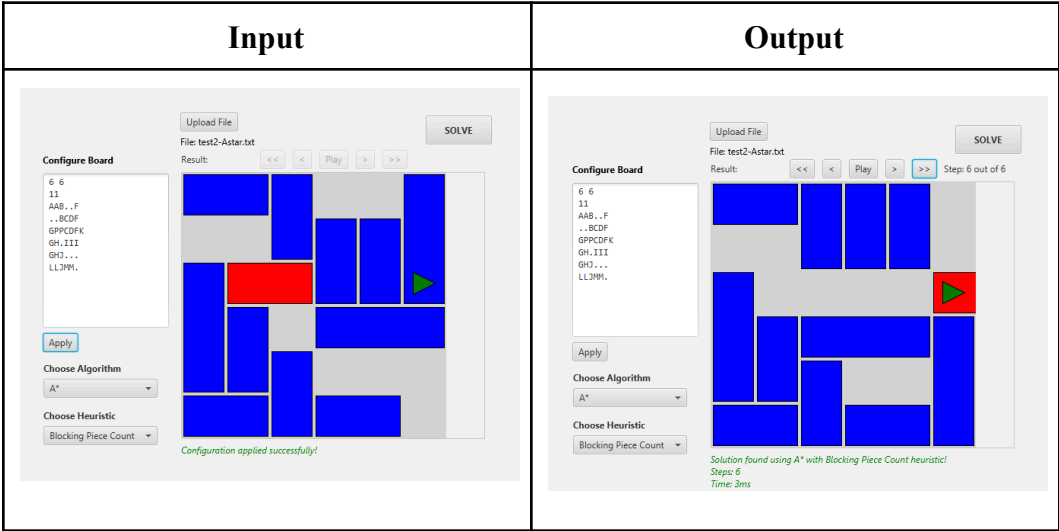 Input
Output
Upload File
SOLVE
File: test2-Astar.txt
Configure Board
Result:
<<
<
Play
>
>>
6 6
11
AAB..F
..BCDF
GPPCDFK
GH.III
GHJ...
LLJMM.
Apply
Choose Algorithm
A*
Choose Heuristic
Blocking Piece Count
Configuration applied successfully!
Upload File
SOLVE
File: test2-Astar.txt
Configure Board
Result:
<<
<
Play
>
>>
Step: 6 out of 6
6 6
11
AAB..F
..BCDF
GPPCDFK
GH.III
GHJ...
LLJMM.
Apply
Choose Algorithm
A*
Choose Heuristic
Blocking Piece Count
Solution found using A* with Blocking Piece Count heuristic!
Steps: 6
Time: 3ms